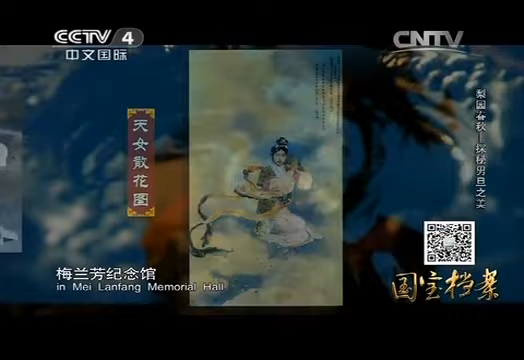 CCTV 4
中文国际
CNTV
梨园春秋—探秘男旦之美
天女散花图
梅兰芳纪念馆
in Mei Lanfang Memorial Hall
国宝档案